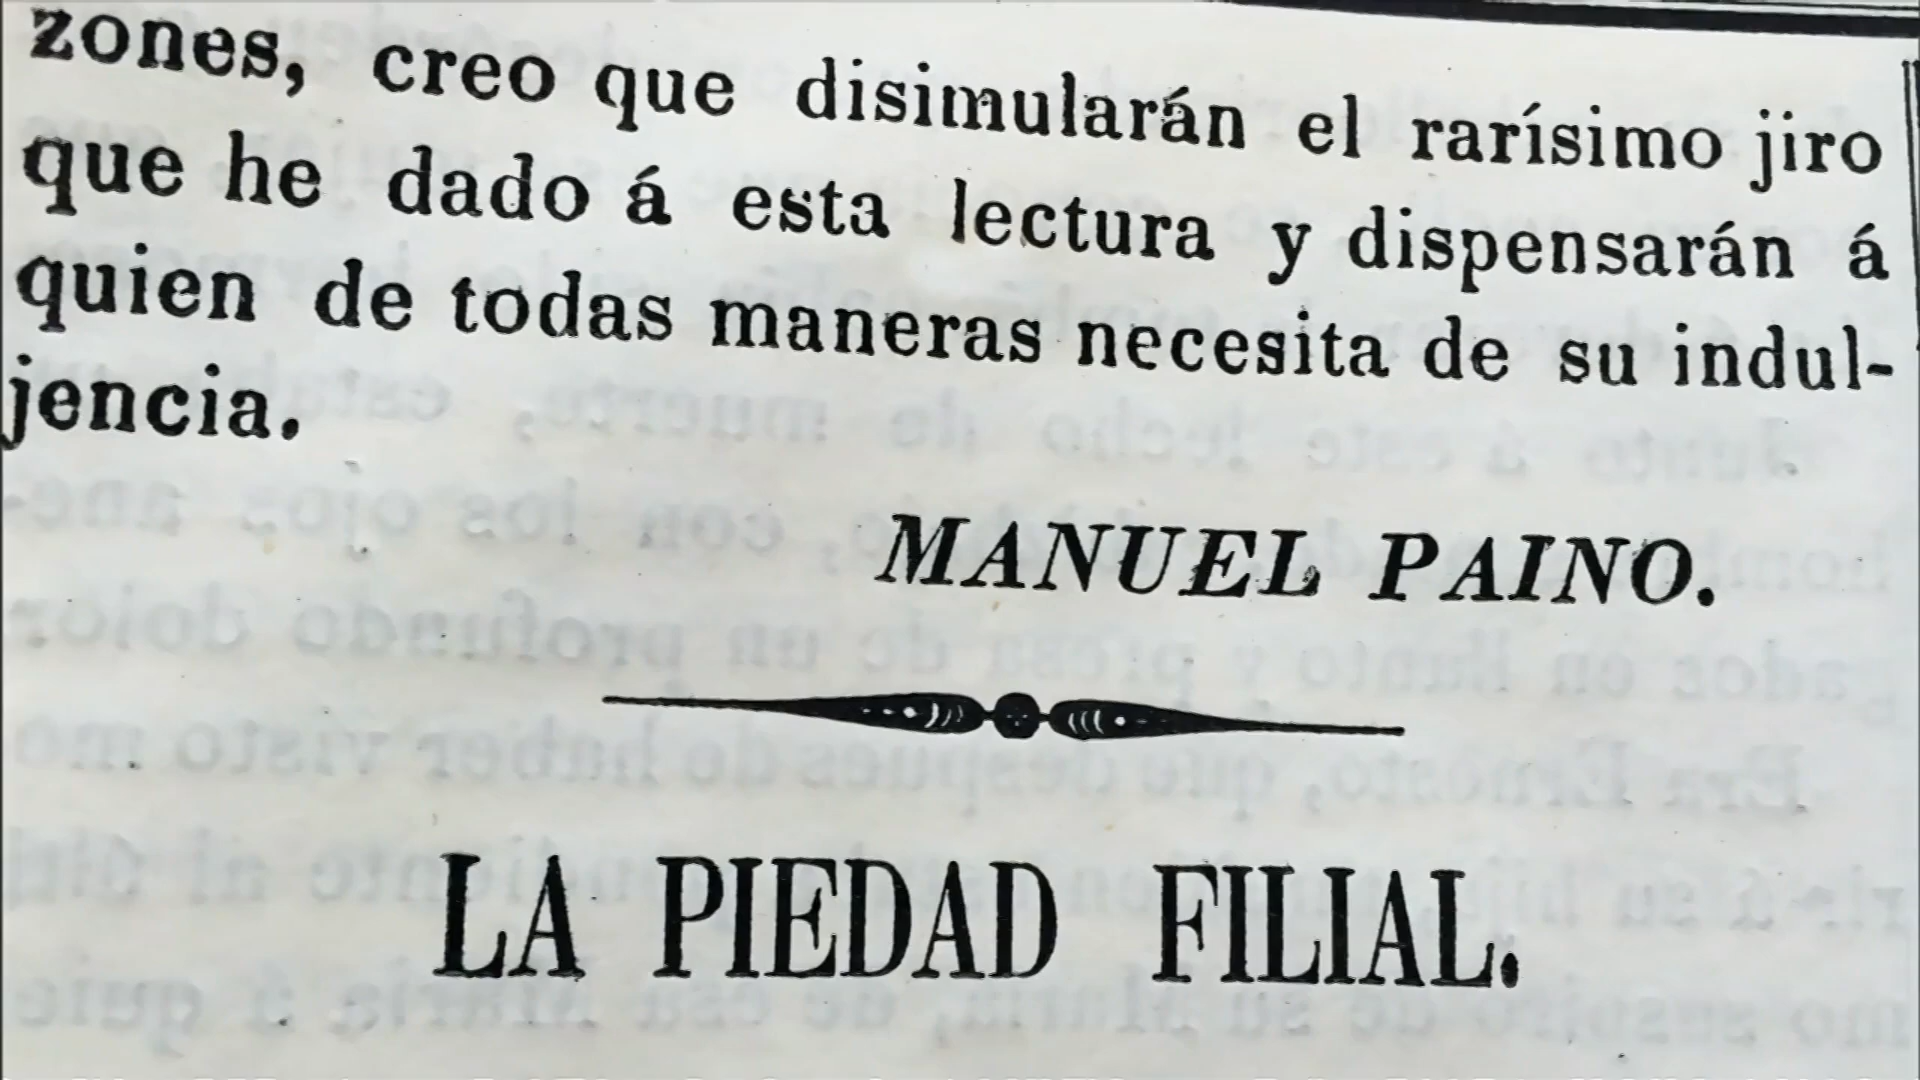 zones, creo que disimularán el rarísimo jiro
que he dado á esta lectura y dispensarán á
quien de todas maneras necesita de su indul-
jencia.
MANUEL PAINO.
LA PIEDAD FILIAL.